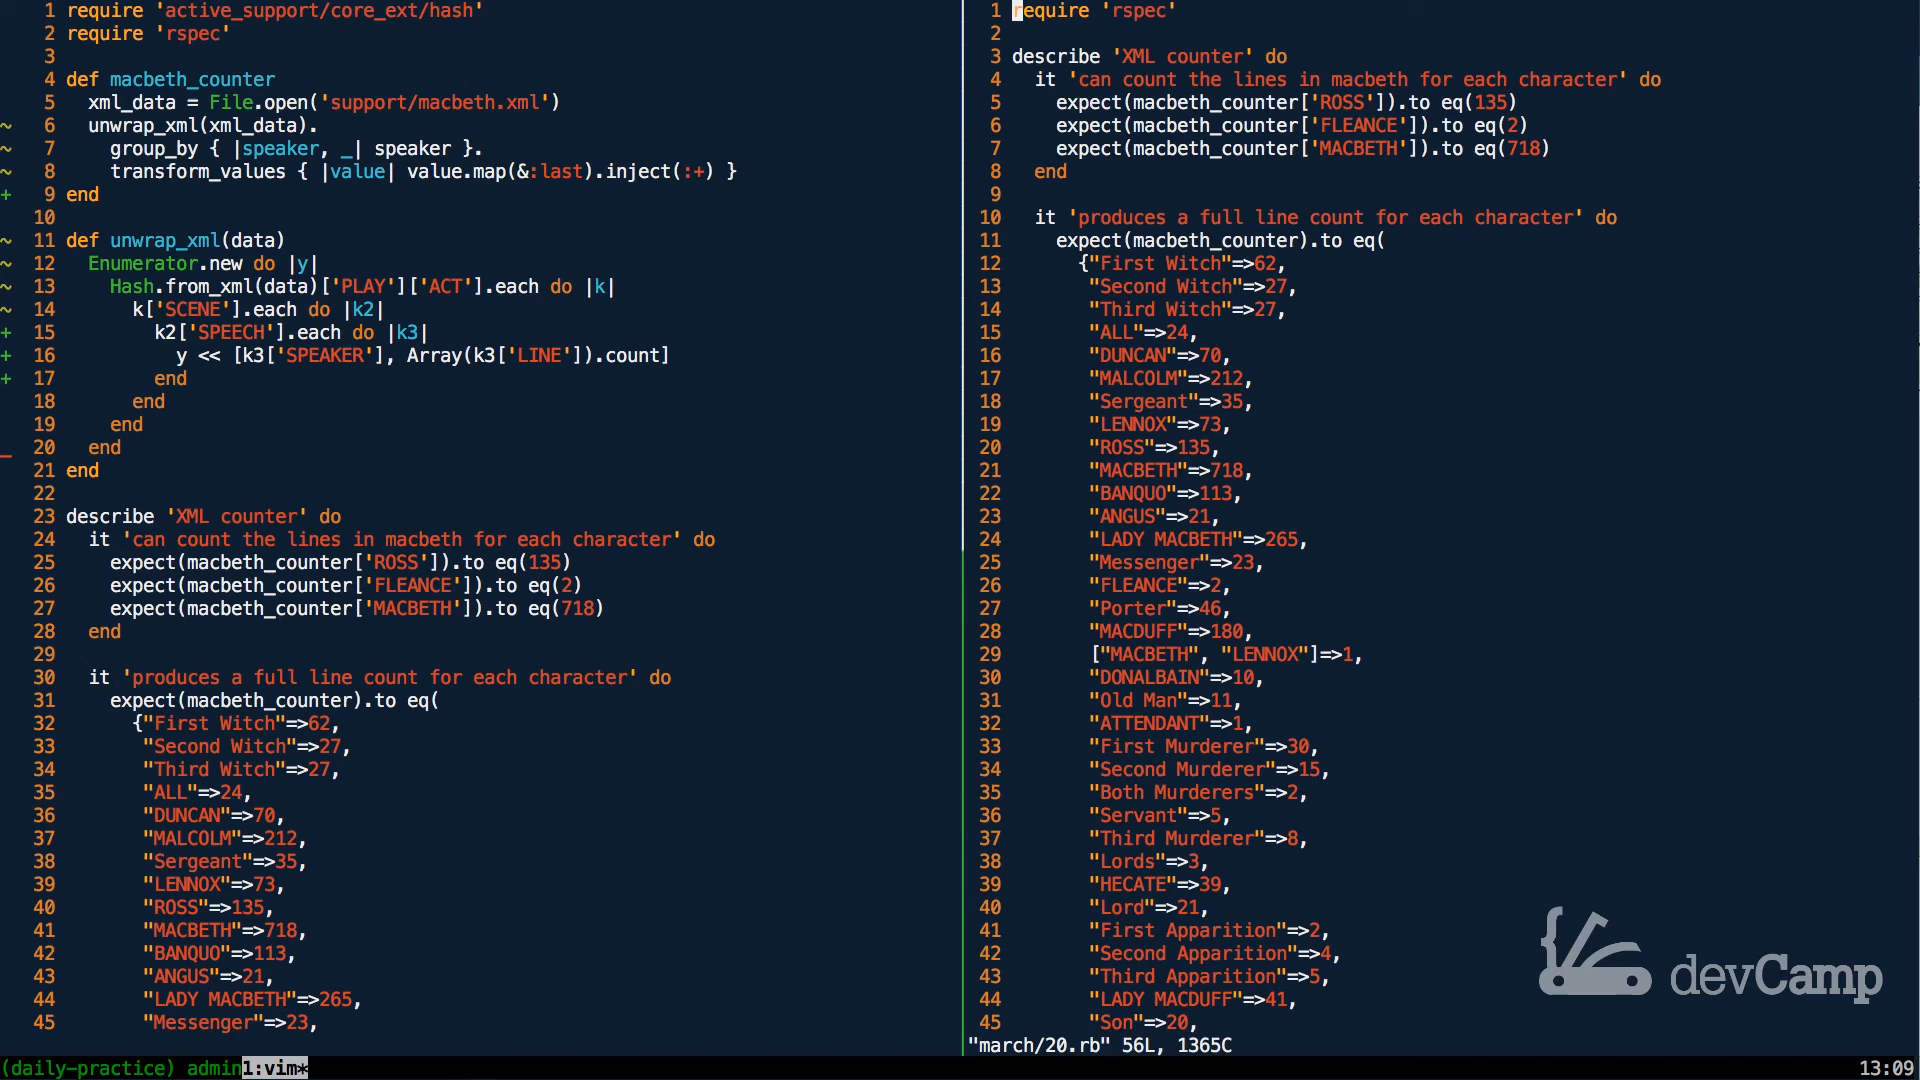 1 require 'active_support/core_ext/hash'
2 require 'rspec'
3
~ 4 def macbeth_counter
5   xml_data = File.open('support/macbeth.xml')
~ 6   unwrap_xml(xml_data).
~ 7     group_by { |speaker, _| speaker }.
~ 8     transform_values { |value| value.map(&:last).inject(:+) }
+ 9 end
10
~ 11 def unwrap_xml(data)
~ 12   Enumerator.new do |y|
~ 13     Hash.from_xml(data)['PLAY']['ACT'].each do |k|
~ 14       k['SCENE'].each do |k2|
+ 15         k2['SPEECH'].each do |k3|
+ 16           y << [k3['SPEAKER'], Array(k3['LINE']).count]
+ 17         end
18       end
19     end
_ 20   end
21 end
22
23 describe 'XML counter' do
24   it 'can count the lines in macbeth for each character' do
25     expect(macbeth_counter['ROSS']).to eq(135)
26     expect(macbeth_counter['FLEANCE']).to eq(2)
27     expect(macbeth_counter['MACBETH']).to eq(718)
28   end
29
30   it 'produces a full line count for each character' do
31     expect(macbeth_counter).to eq(
32       {"First Witch"=>62,
33        "Second Witch"=>27,
34        "Third Witch"=>27,
35        "ALL"=>24,
36        "DUNCAN"=>70,
37        "MALCOLM"=>212,
38        "Sergeant"=>35,
39        "LENNOX"=>73,
40        "ROSS"=>135,
41        "MACBETH"=>718,
42        "BANQUO"=>113,
43        "ANGUS"=>21,
44        "LADY MACBETH"=>265,
45        "Messenger"=>23,
1 require 'rspec'
2
3 describe 'XML counter' do
4   it 'can count the lines in macbeth for each character' do
5     expect(macbeth_counter['ROSS']).to eq(135)
6     expect(macbeth_counter['FLEANCE']).to eq(2)
7     expect(macbeth_counter['MACBETH']).to eq(718)
8   end
9
10   it 'produces a full line count for each character' do
11     expect(macbeth_counter).to eq(
12       {"First Witch"=>62,
13        "Second Witch"=>27,
14        "Third Witch"=>27,
15        "ALL"=>24,
16        "DUNCAN"=>70,
17        "MALCOLM"=>212,
18        "Sergeant"=>35,
19        "LENNOX"=>73,
20        "ROSS"=>135,
21        "MACBETH"=>718,
22        "BANQUO"=>113,
23        "ANGUS"=>21,
24        "LADY MACBETH"=>265,
25        "Messenger"=>23,
26        "FLEANCE"=>2,
27        "Porter"=>46,
28        "MACDUFF"=>180,
29        ["MACBETH", "LENNOX"]=>1,
30        "DONALBAIN"=>10,
31        "Old Man"=>11,
32        "ATTENDANT"=>1,
33        "First Murderer"=>30,
34        "Second Murderer"=>15,
35        "Both Murderers"=>2,
36        "Servant"=>5,
37        "Third Murderer"=>8,
38        "Lords"=>3,
39        "HECATE"=>39,
40        "Lord"=>21,
41        "First Apparition"=>2,
42        "Second Apparition"=>4,
43        "Third Apparition"=>5,
44        "LADY MACDUFF"=>41,
45        "Son"=>20,
"march/20.rb" 56L, 1365C
devCamp
(daily-practice) admin1:vim* 13:09